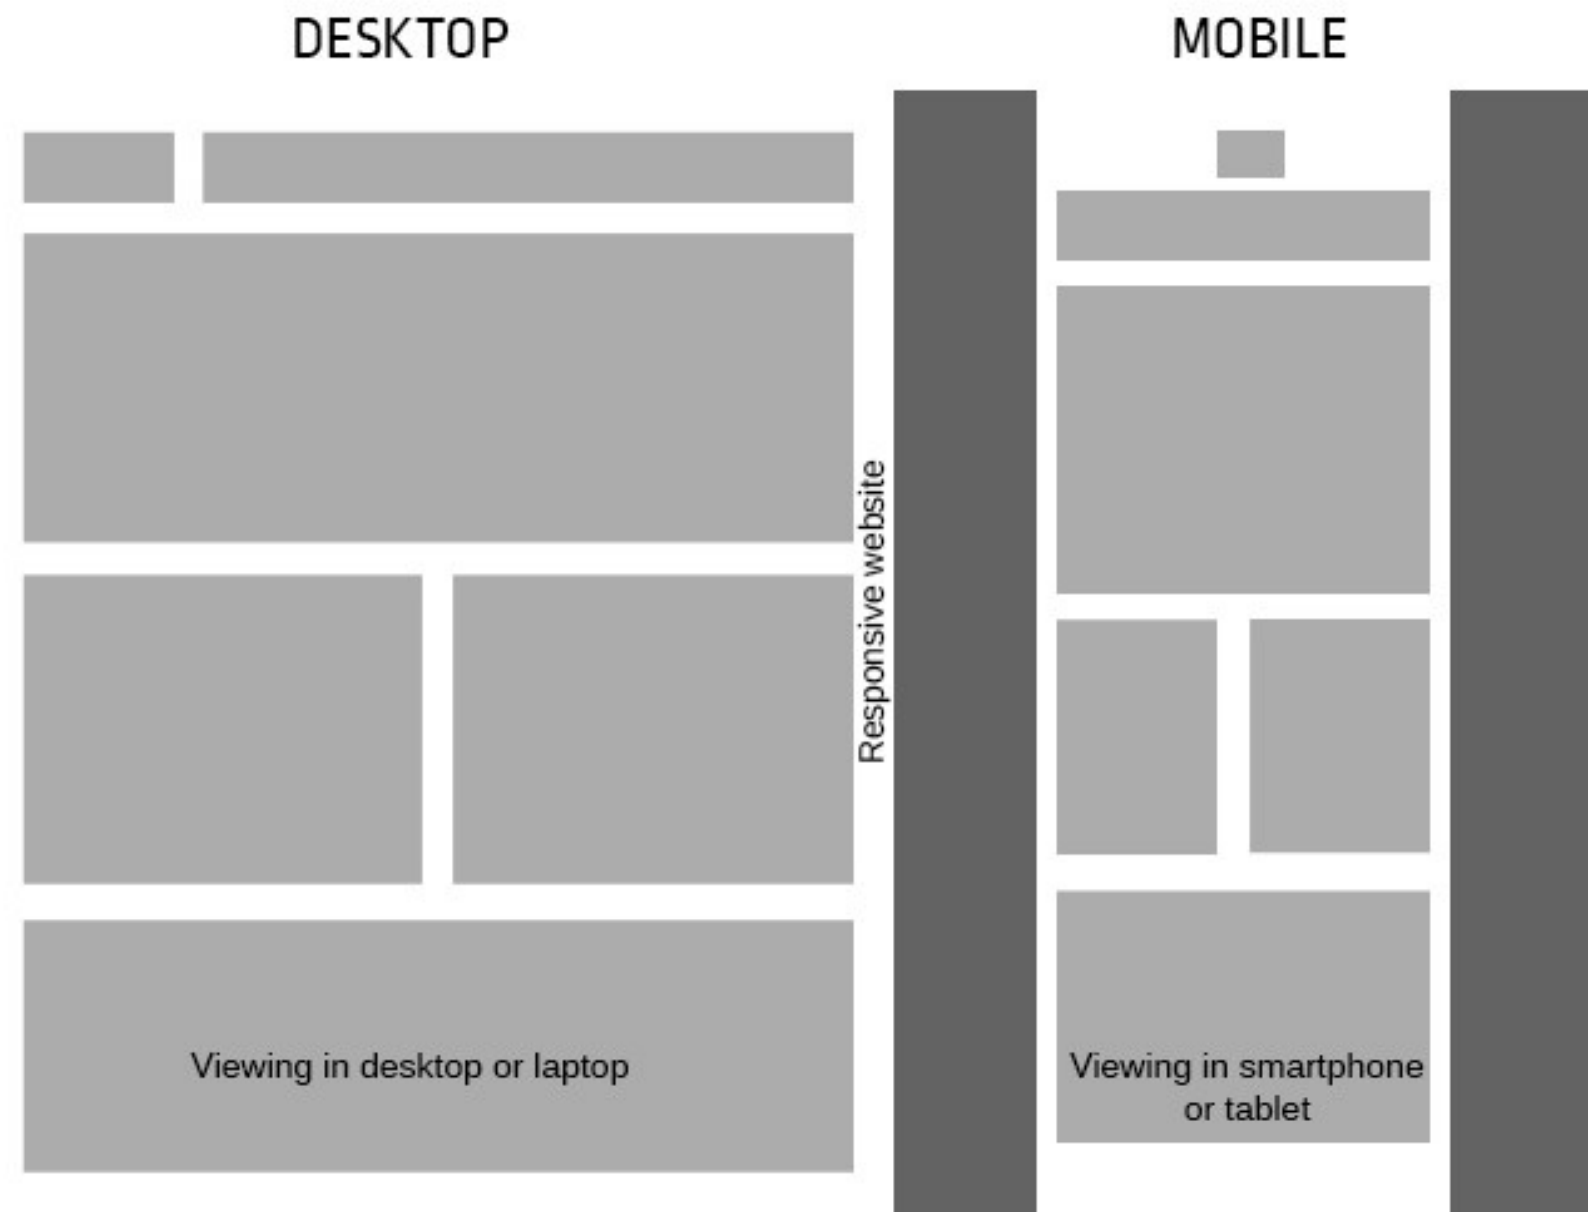 DESKTOP
MOBILE
Responsive website
Viewing in desktop or laptop
Viewing in smartphone
or tablet